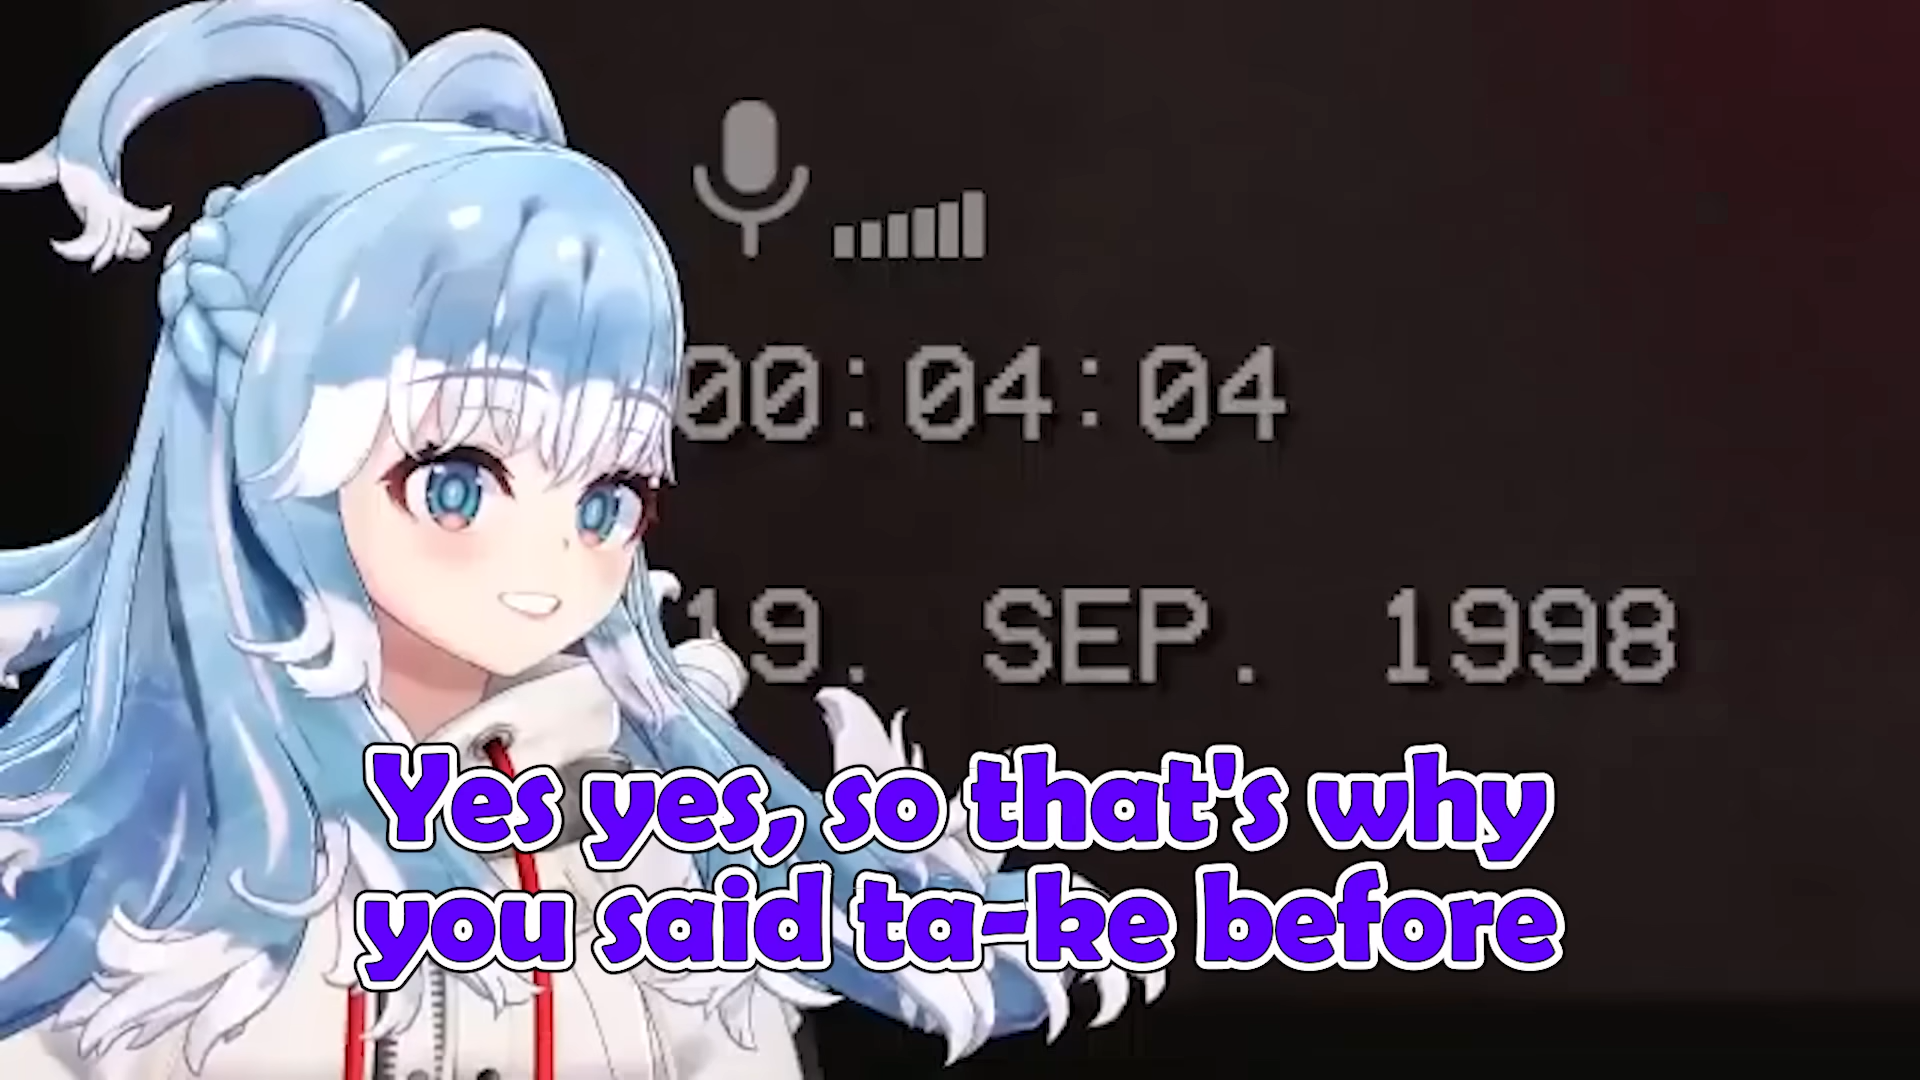 00:04:04
19. SEP. 1998
Yes yes, so that's why
you said ta-ke before